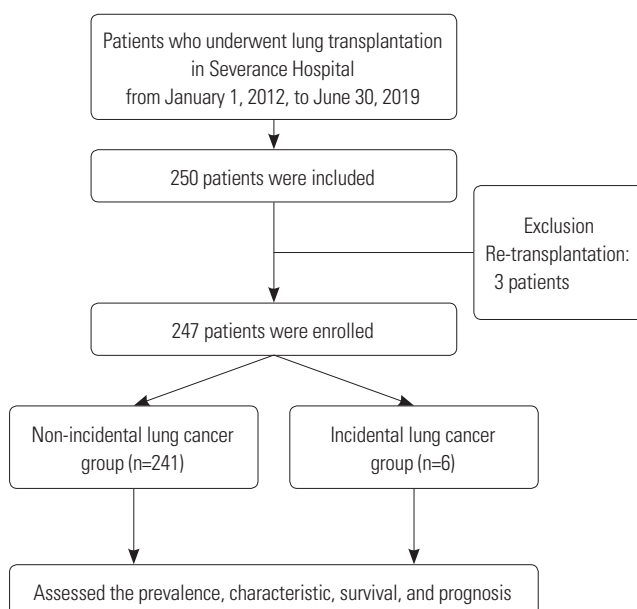 Patients who underwent lung transplantation
in Severance Hospital
from January 1, 2012, to June 30, 2019
250 patients were included
Exclusion
Re-transplantation:
3 patients
247 patients were enrolled
Non-incidental lung cancer
group (n=241)
Incidental lung cancer
group (n=6)
Assessed the prevalence, characteristic, survival, and prognosis